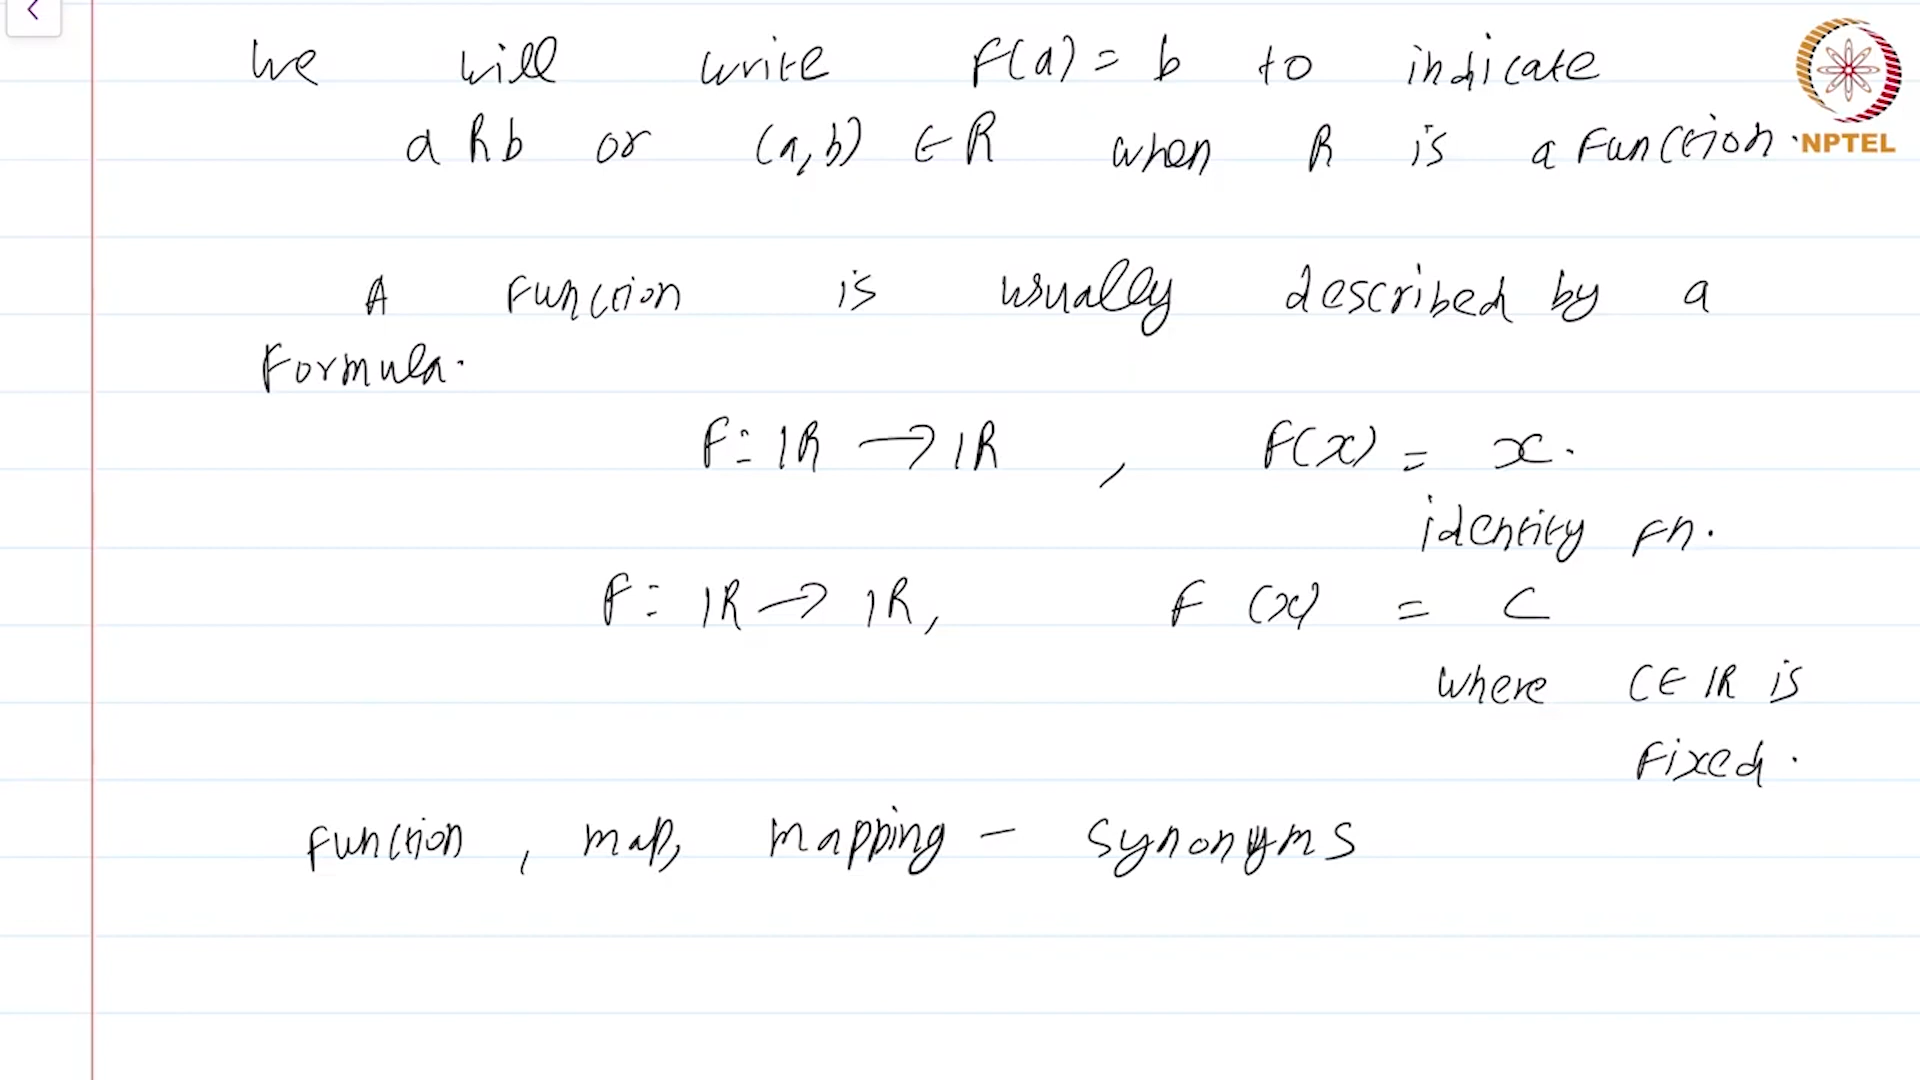 We will write F(a) = b to indicate
a R b or (a, b) ∈ R when R is a Function.
NPTEL
A Function is usually described by a
Formula.
F: ℝ → ℝ , F(x) = x.
identity Fn.
F: ℝ → ℝ, F(x) = C
where C ∈ ℝ is
Fixed.
Function, map, mapping – synonyms